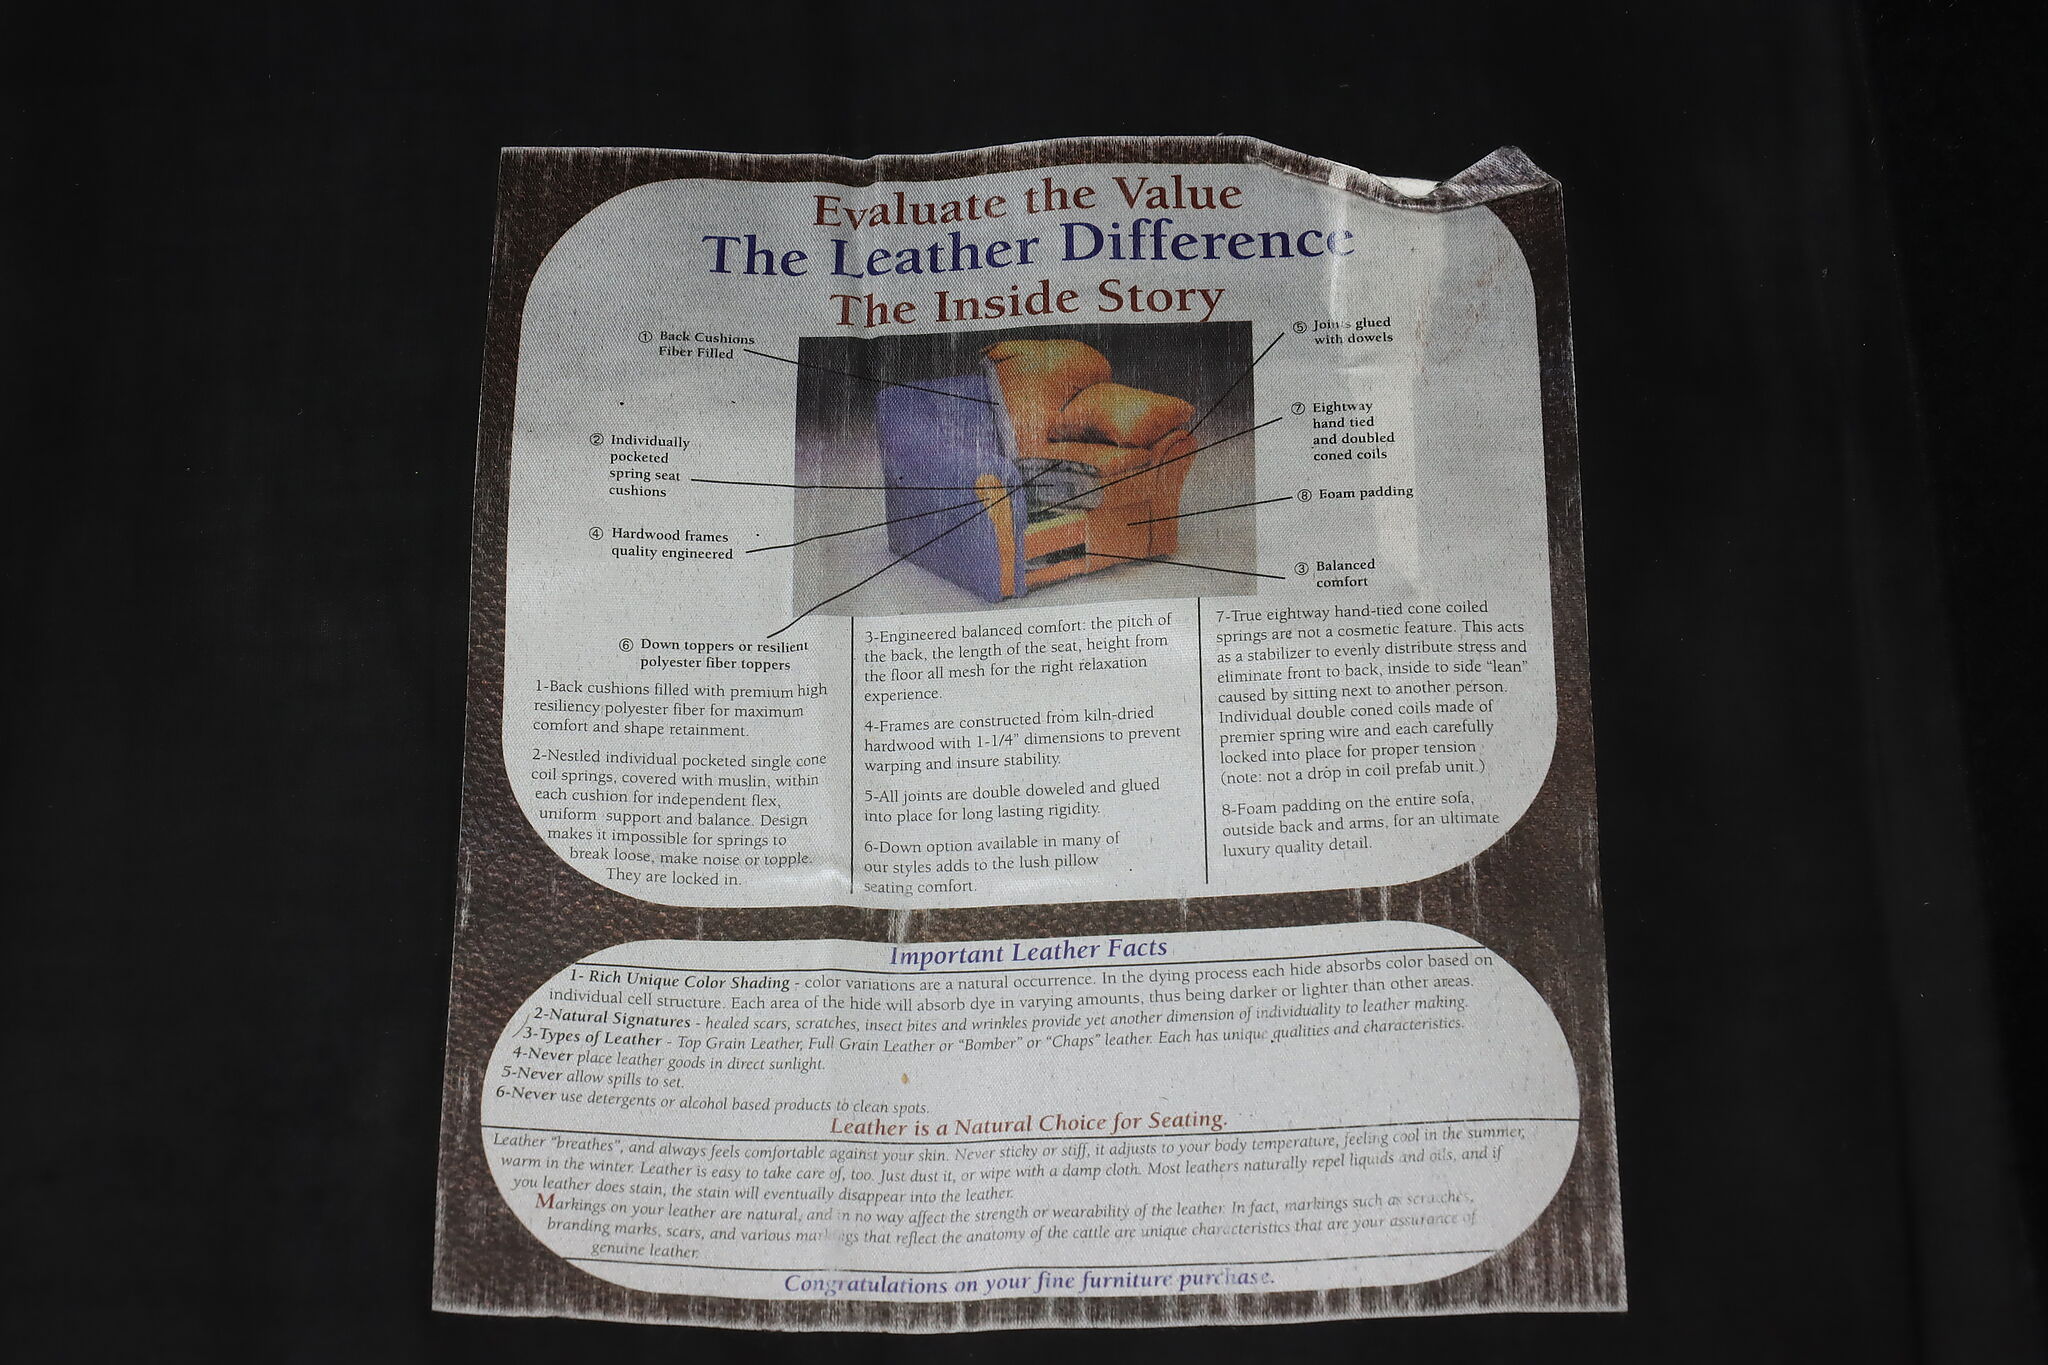 Evaluate the Value
The Leather Difference
The Inside Story
① Back Cushions
Fiber Filled
② Individually
pocketed
spring seat
cushions
④ Hardwood frames
quality engineered
⑥ Down toppers or resilient
polyester fiber toppers
⑤ Joints glued
with dowels
⑦ Eightway
hand tied
and doubled
coned coils
⑧ Foam padding
③ Balanced
comfort
1-Back cushions filled with premium high
resiliency polyester fiber for maximum
comfort and shape retainment.
2-Nestled individual pocketed single cone
coil springs, covered with muslin, within
each cushion for independent flex,
uniform support and balance. Design
makes it impossible for springs to
break loose, make noise or topple.
They are locked in.
3-Engineered balanced comfort: the pitch of
the back, the length of the seat, height from
the floor all mesh for the right relaxation
experience.
4-Frames are constructed from kiln-dried
hardwood with 1-1/4” dimensions to prevent
warping and insure stability.
5-All joints are double doweled and glued
into place for long lasting rigidity.
6-Down option available in many of
our styles adds to the lush pillow
seating comfort.
7-True eightway hand-tied cone coiled
springs are not a cosmetic feature. This acts
as a stabilizer to evenly distribute stress and
eliminate front to back, inside to side “lean”
caused by sitting next to another person.
Individual double coned coils made of
premier spring wire and each carefully
locked into place for proper tension
(note: not a drop in coil prefab unit.)
8-Foam padding on the entire sofa,
outside back and arms, for an ultimate
luxury quality detail.
Important Leather Facts
1- Rich Unique Color Shading - color variations are a natural occurrence. In the dying process each hide absorbs color based on
individual cell structure. Each area of the hide will absorb dye in varying amounts, thus being darker or lighter than other areas.
2-Natural Signatures - healed scars, scratches, insect bites and wrinkles provide yet another dimension of individuality to leather making.
3-Types of Leather - Top Grain Leather, Full Grain Leather or “Bomber” or “Chaps” leather. Each has unique qualities and characteristics.
4-Never place leather goods in direct sunlight.
5-Never allow spills to set.
6-Never use detergents or alcohol based products to clean spots.
Leather is a Natural Choice for Seating.
Leather “breathes”, and always feels comfortable against your skin. Never sticky or stiff, it adjusts to your body temperature, feeling cool in the summer,
warm in the winter. Leather is easy to take care of, too. Just dust it, or wipe with a damp cloth. Most leathers naturally repel liquids and oils, and if
you leather does stain, the stain will eventually disappear into the leather.
Markings on your leather are natural, and in no way affect the strength or wearability of the leather. In fact, markings such as scratches,
branding marks, scars, and various markings that reflect the anatomy of the cattle are unique characteristics that are your assurance of
genuine leather.
Congratulations on your fine furniture purchase.